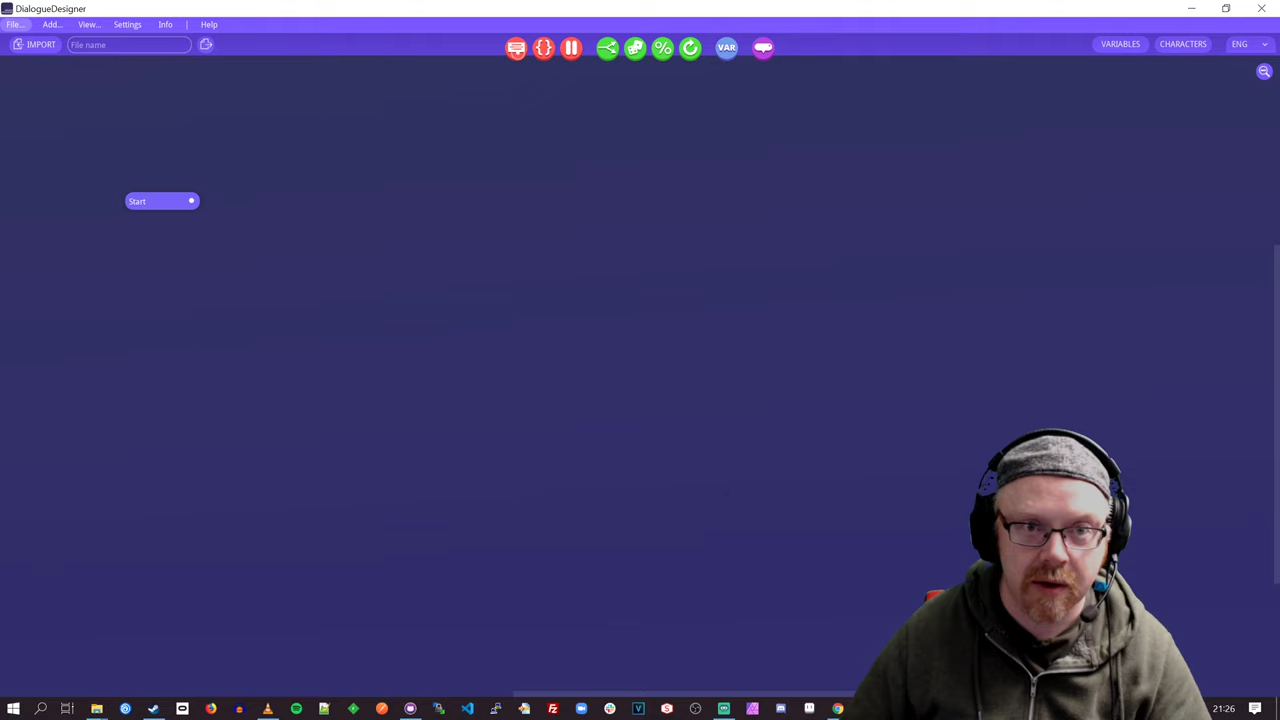 DialogueDesigner
File... Add... View... Settings Info | Help
IMPORT File name VAR VARIABLES CHARACTERS ENG
Start
21:26